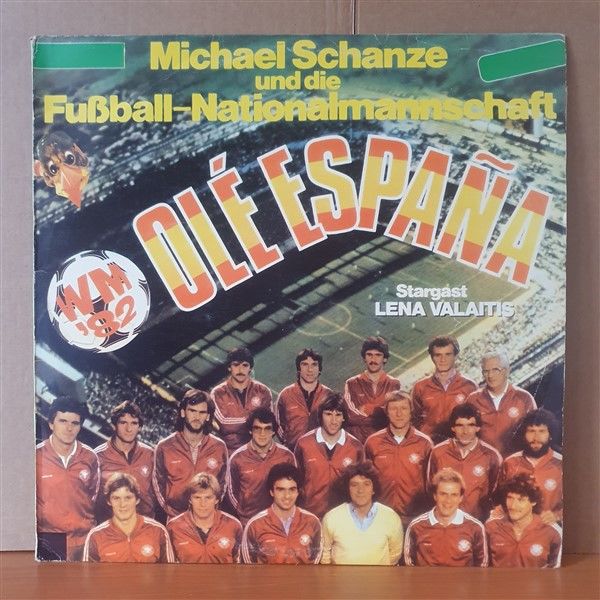 Michael Schanze
und die
Fußball-Nationalmannschaft
OLÉ ESPAÑA
WM
'82
Stargast
LENA VALAITIS